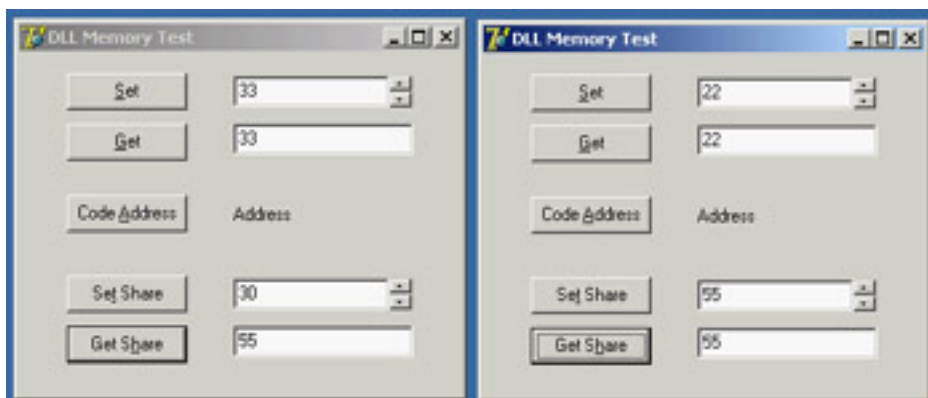 DLL Memory Test
Set 33
Get 33
Code Address Address
Set Share 30
Get Share 55
DLL Memory Test
Set 22
Get 22
Code Address Address
Set Share 55
Get Share 55